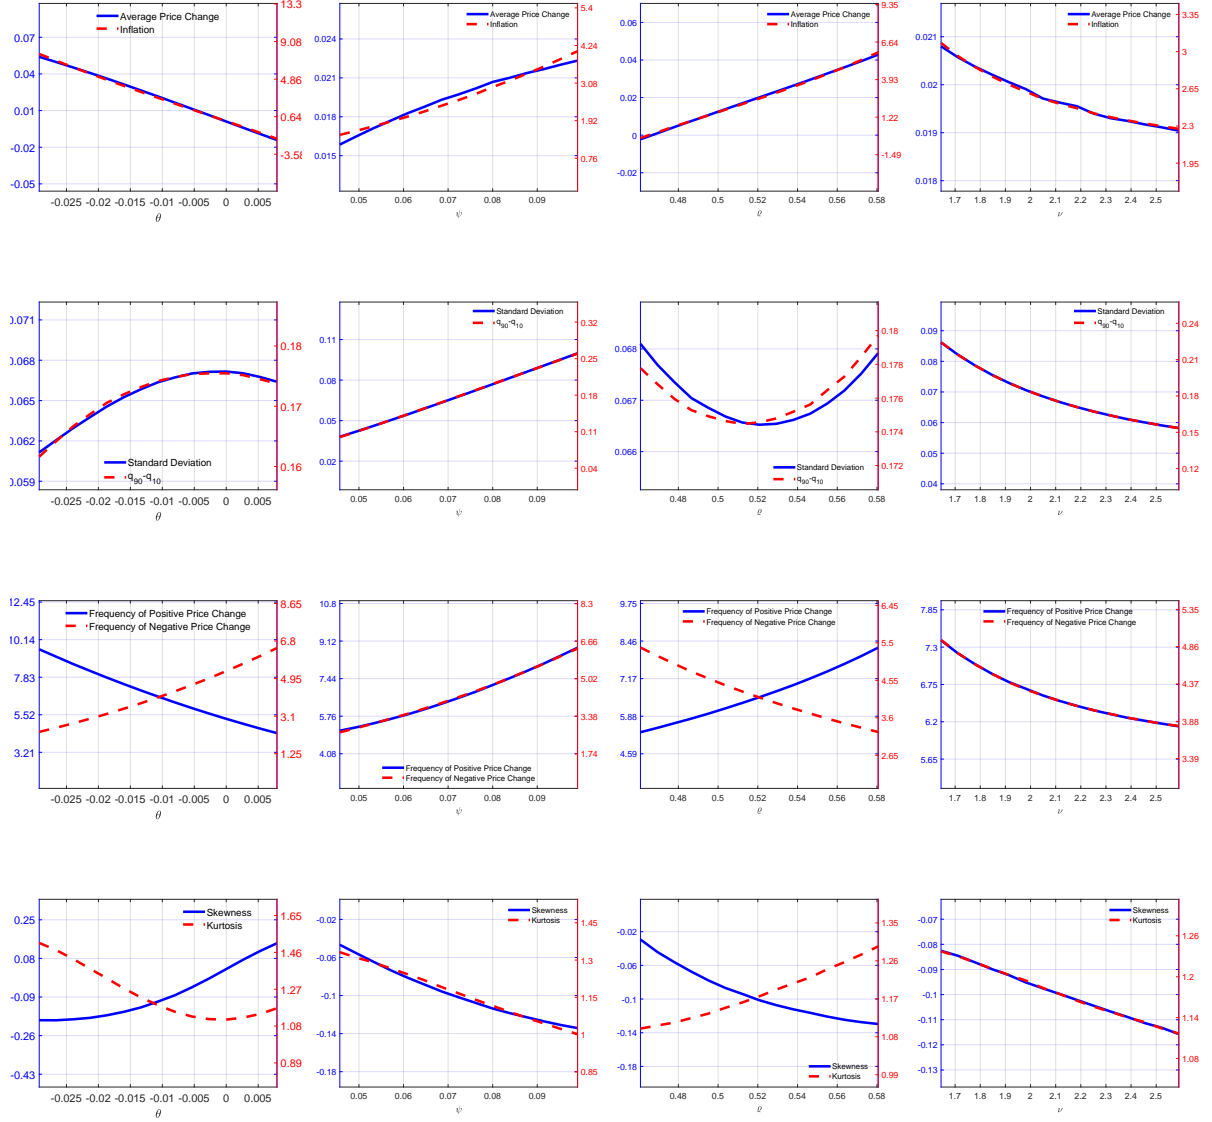 Average Price Change
Inflation
0.07
0.04
0.01
-0.02
-0.05
13.3
9.08
4.86
0.64
-3.58
-0.025 -0.02 -0.015 -0.01 -0.005 0 0.005
θ
Average Price Change
Inflation
0.024
0.021
0.018
0.015
5.4
4.24
3.08
1.92
0.76
0.05 0.06 0.07 0.08 0.09
ψ
Average Price Change
Inflation
0.06
0.04
0.02
0
-0.02
9.35
6.64
3.93
1.22
-1.49
0.48 0.5 0.52 0.54 0.56 0.58
ϱ
Average Price Change
Inflation
0.021
0.02
0.019
0.018
3.35
3
2.65
2.3
1.95
1.7 1.8 1.9 2 2.1 2.2 2.3 2.4 2.5
ν
0.071
0.068
0.065
0.062
0.059
Standard Deviation
q90-q10
0.18
0.17
0.16
-0.025 -0.02 -0.015 -0.01 -0.005 0 0.005
θ
Standard Deviation
q90-q10
0.11
0.08
0.05
0.02
0.32
0.25
0.18
0.11
0.04
0.05 0.06 0.07 0.08 0.09
ψ
0.068
0.067
0.066
Standard Deviation
q90-q10
0.18
0.178
0.176
0.174
0.172
0.48 0.5 0.52 0.54 0.56 0.58
ϱ
Standard Deviation
q90-q10
0.09
0.08
0.07
0.06
0.05
0.04
0.24
0.21
0.18
0.15
0.12
1.7 1.8 1.9 2 2.1 2.2 2.3 2.4 2.5
ν
Frequency of Positive Price Change
Frequency of Negative Price Change
12.45
10.14
7.83
5.52
3.21
8.65
6.8
4.95
3.1
1.25
-0.025 -0.02 -0.015 -0.01 -0.005 0 0.005
θ
10.8
9.12
7.44
5.76
4.08
Frequency of Positive Price Change
Frequency of Negative Price Change
8.3
6.66
5.02
3.38
1.74
0.05 0.06 0.07 0.08 0.09
ψ
Frequency of Positive Price Change
Frequency of Negative Price Change
9.75
8.46
7.17
5.88
4.59
6.45
5.5
4.55
3.6
2.65
0.48 0.5 0.52 0.54 0.56 0.58
ϱ
Frequency of Positive Price Change
Frequency of Negative Price Change
7.85
7.3
6.75
6.2
5.65
5.35
4.86
4.37
3.88
3.39
1.7 1.8 1.9 2 2.1 2.2 2.3 2.4 2.5
ν
Skewness
Kurtosis
0.25
0.08
-0.09
-0.26
-0.43
1.65
1.46
1.27
1.08
0.89
-0.025 -0.02 -0.015 -0.01 -0.005 0 0.005
θ
Skewness
Kurtosis
-0.02
-0.06
-0.1
-0.14
-0.18
1.45
1.3
1.15
1
0.85
0.05 0.06 0.07 0.08 0.09
ψ
-0.02
-0.06
-0.1
-0.14
-0.18
Skewness
Kurtosis
1.35
1.26
1.17
1.08
0.99
0.48 0.5 0.52 0.54 0.56 0.58
ϱ
Skewness
Kurtosis
-0.07
-0.08
-0.09
-0.1
-0.11
-0.12
-0.13
1.26
1.2
1.14
1.08
1.7 1.8 1.9 2 2.1 2.2 2.3 2.4 2.5
ν